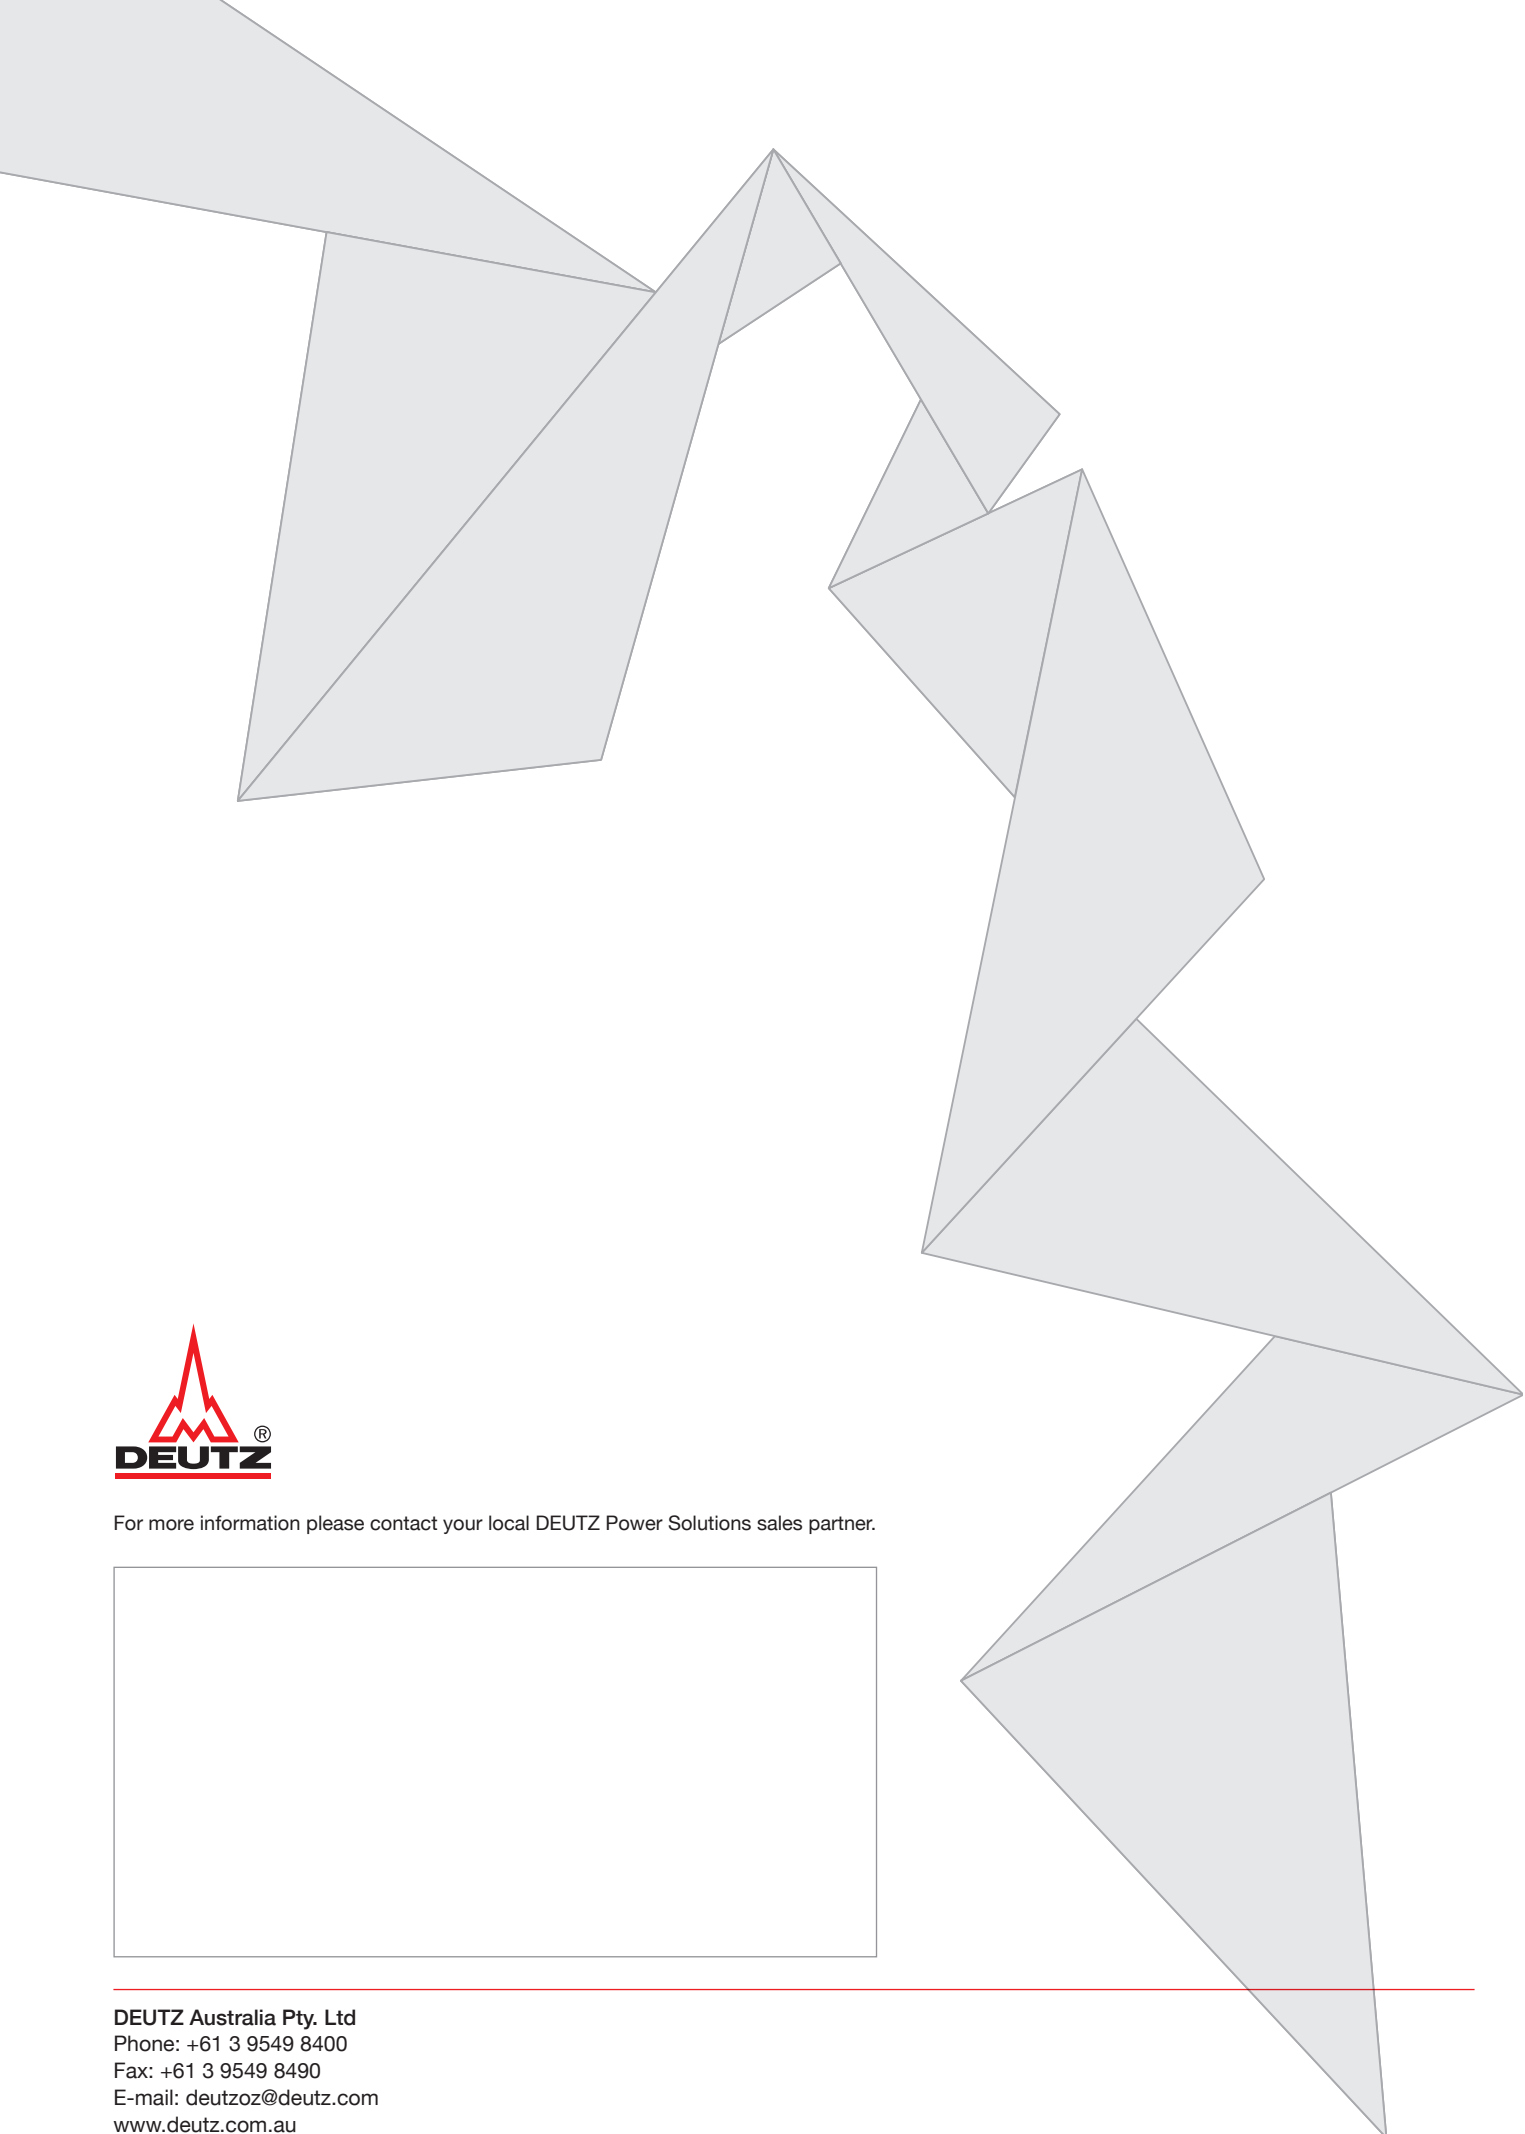 DEUTZ®
For more information please contact your local DEUTZ Power Solutions sales partner.
DEUTZ Australia Pty. Ltd
Phone: +61 3 9549 8400
Fax: +61 3 9549 8490
E-mail: deutzoz@deutz.com
www.deutz.com.au